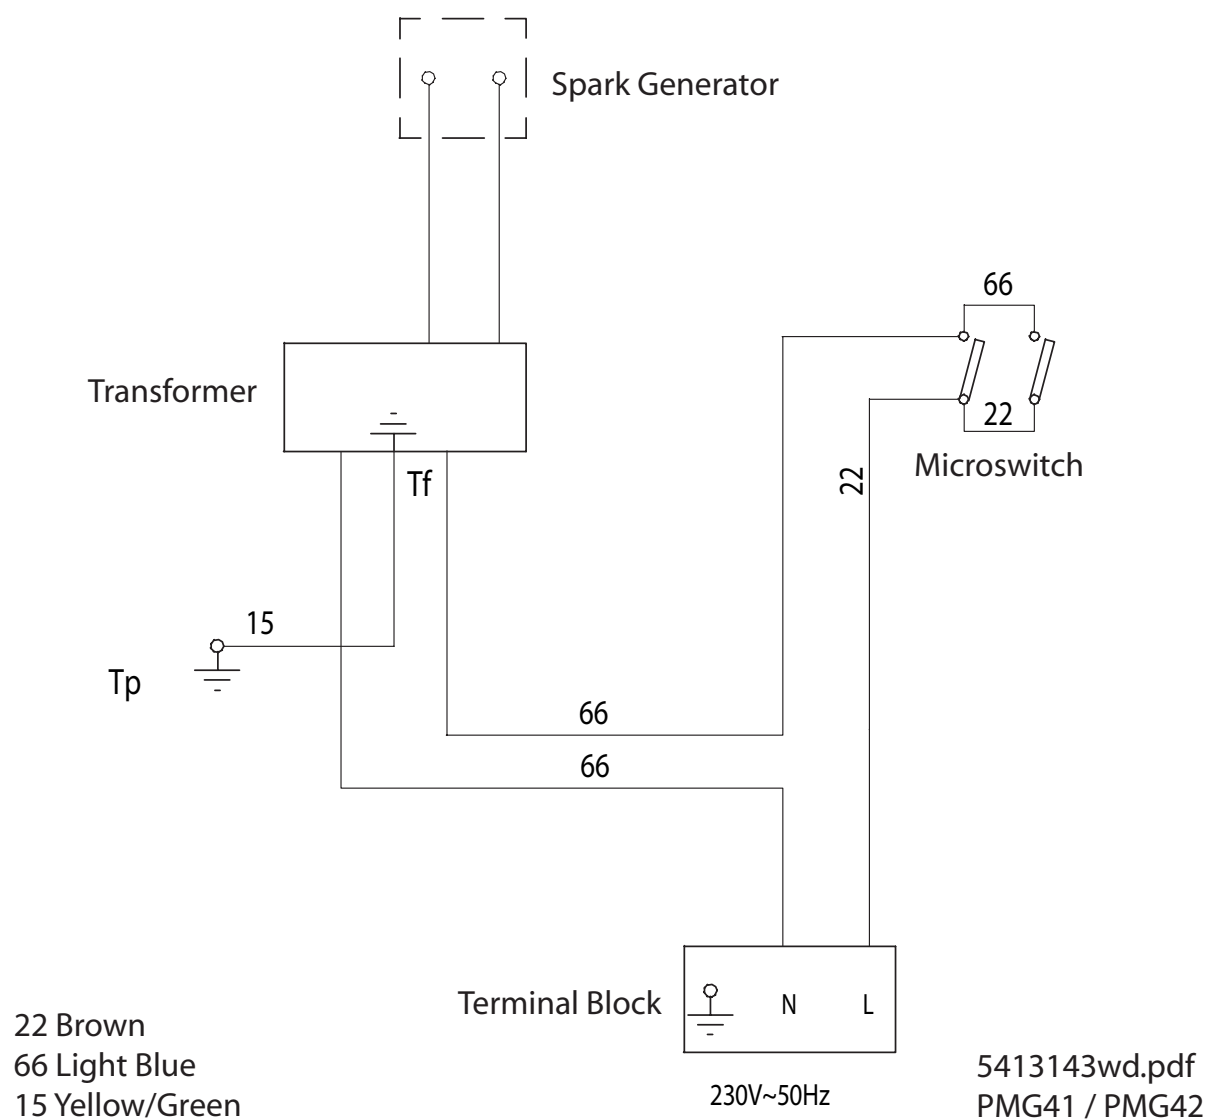 Spark Generator
66
Transformer
22
Microswitch
Tf
22
15
Tp
66
66
Terminal Block
N
L
22 Brown
66 Light Blue
15 Yellow/Green
230V~50Hz
5413143wd.pdf
PMG41 / PMG42